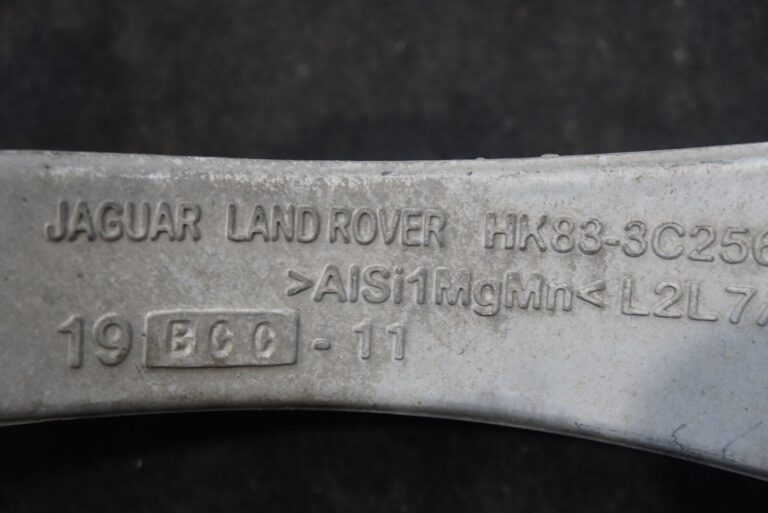 JAGUAR LAND ROVER HK83-3C256
>AlSi1MgMn< L2L7
19 BCC - 11